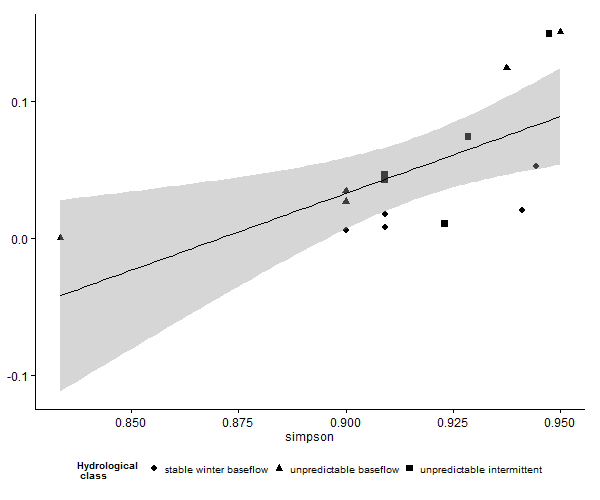 0.1
0.0
-0.1
0.850 0.875 0.900 0.925 0.950
simpson
Hydrological
class
stable winter baseflow unpredictable baseflow unpredictable intermittent